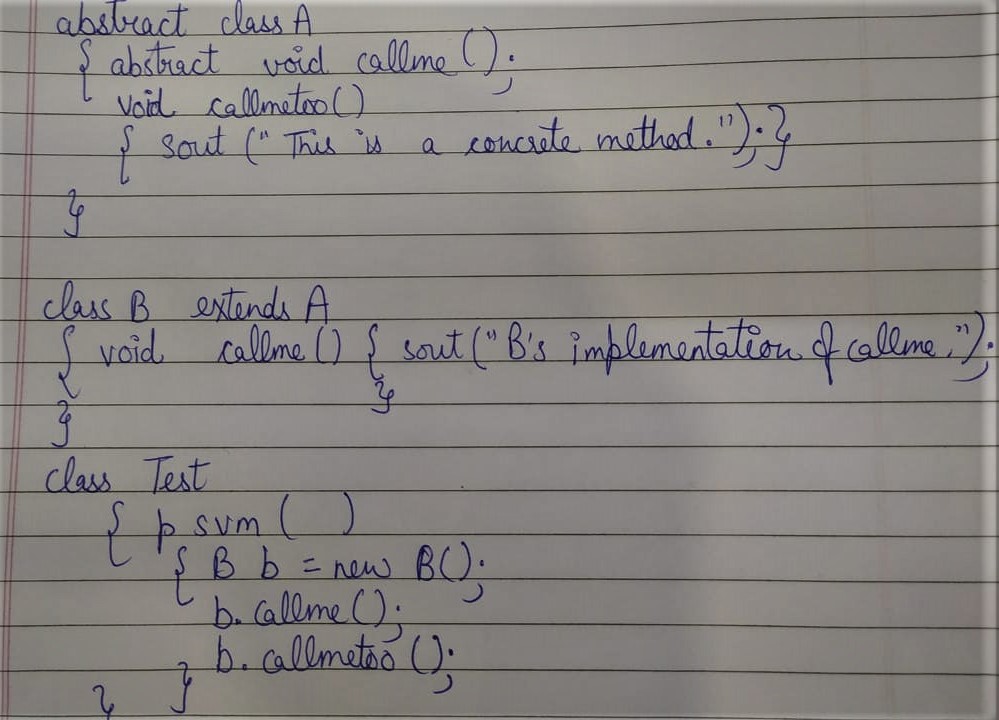 abstract class A
{ abstract void callme();
void callmetoo()
{ sout ("This is a concrete method.");}
}
class B extends A
{ void callme() { sout("B's implementation of callme.");
}
}
class Test
{ psvm( )
{ B b = new B();
b.callme();
b.callmetoo();
}
}